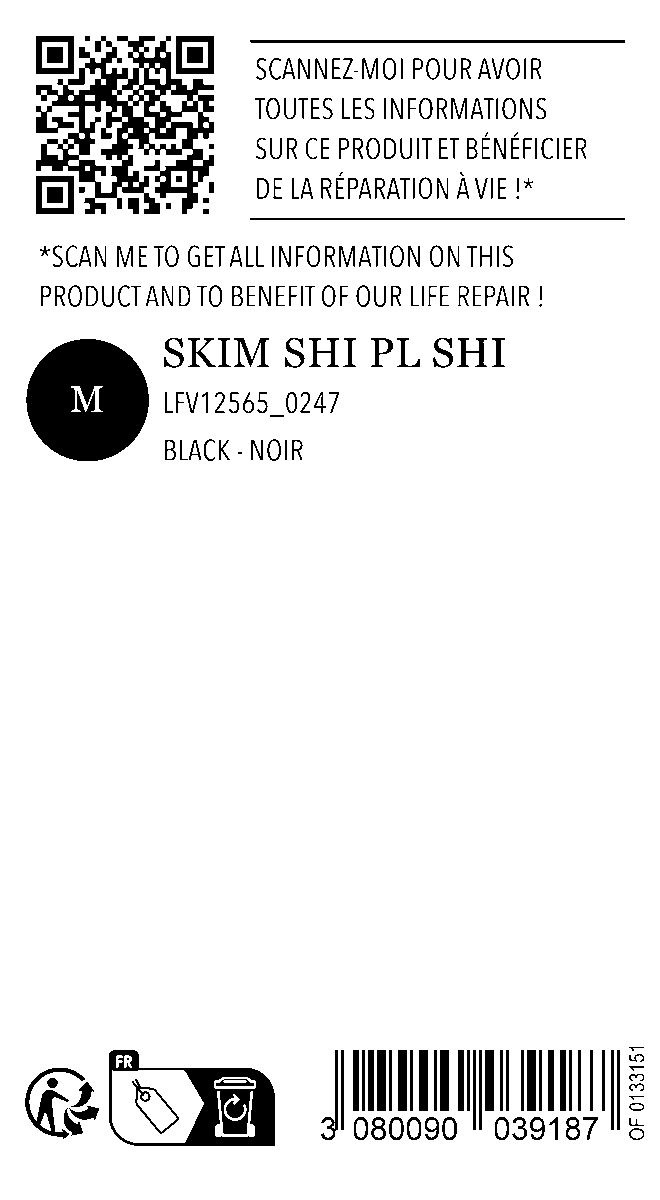 SCANNEZ-MOI POUR AVOIR
TOUTES LES INFORMATIONS
SUR CE PRODUIT ET BÉNÉFICIER
DE LA RÉPARATION À VIE !*
*SCAN ME TO GET ALL INFORMATION ON THIS
PRODUCT AND TO BENEFIT OF OUR LIFE REPAIR !
SKIM SHI PL SHI
M
LFV12565_0247
BLACK - NOIR
FR
3 080090 039187
OF 0133151